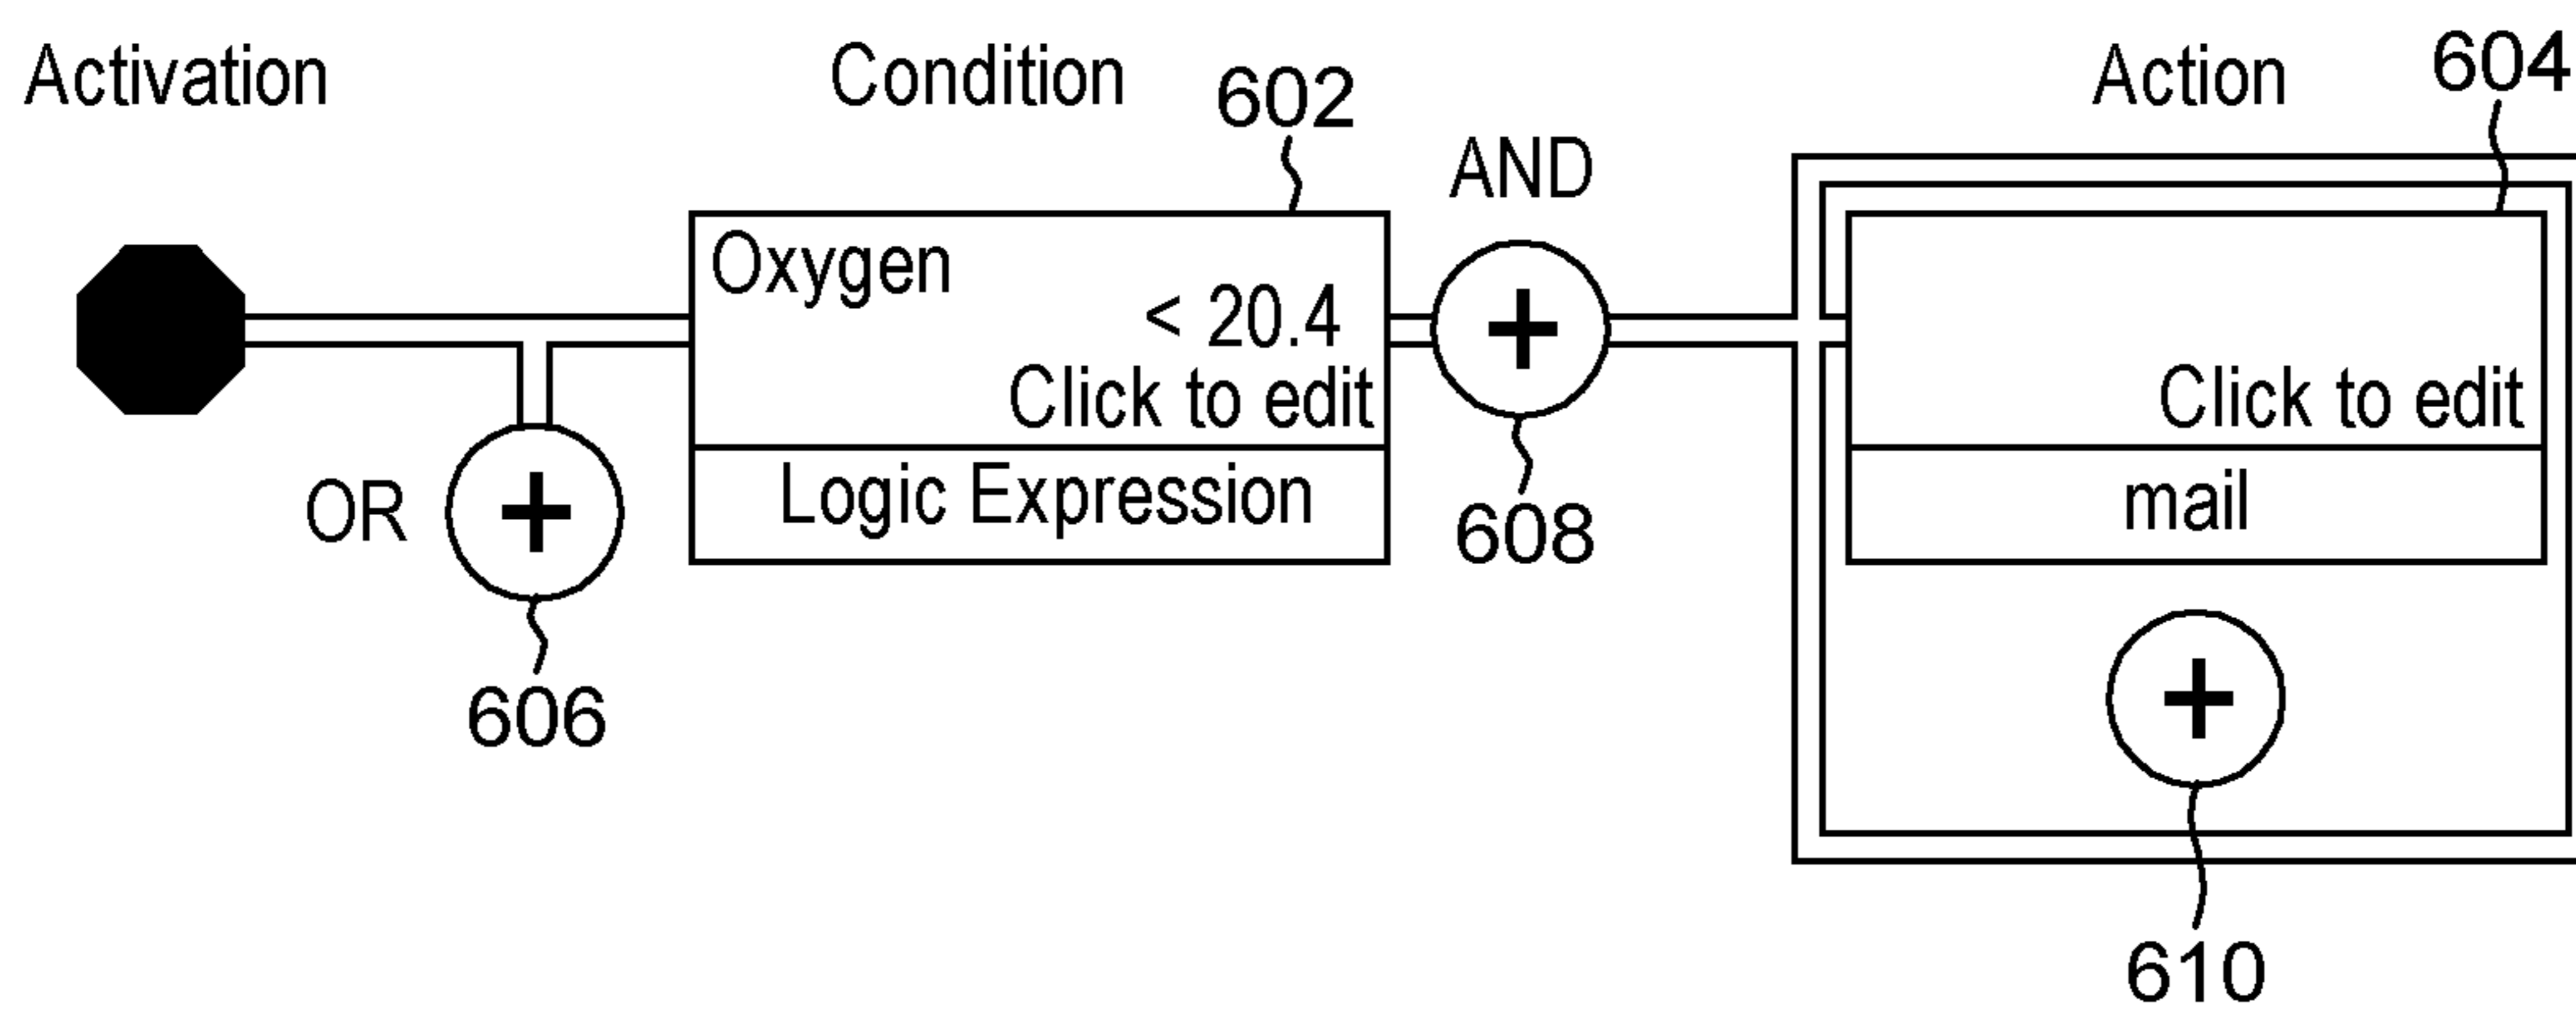 Activation
Condition
Action
602
604
AND
Oxygen
< 20.4
Click to edit
Logic Expression
Click to edit
mail
OR
+
+
+
606
608
610